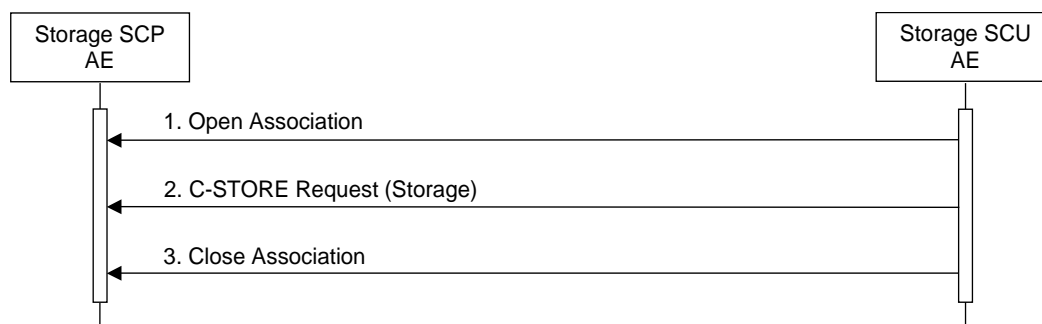 Storage SCP
AE
Storage SCU
AE
1. Open Association
2. C-STORE Request (Storage)
3. Close Association